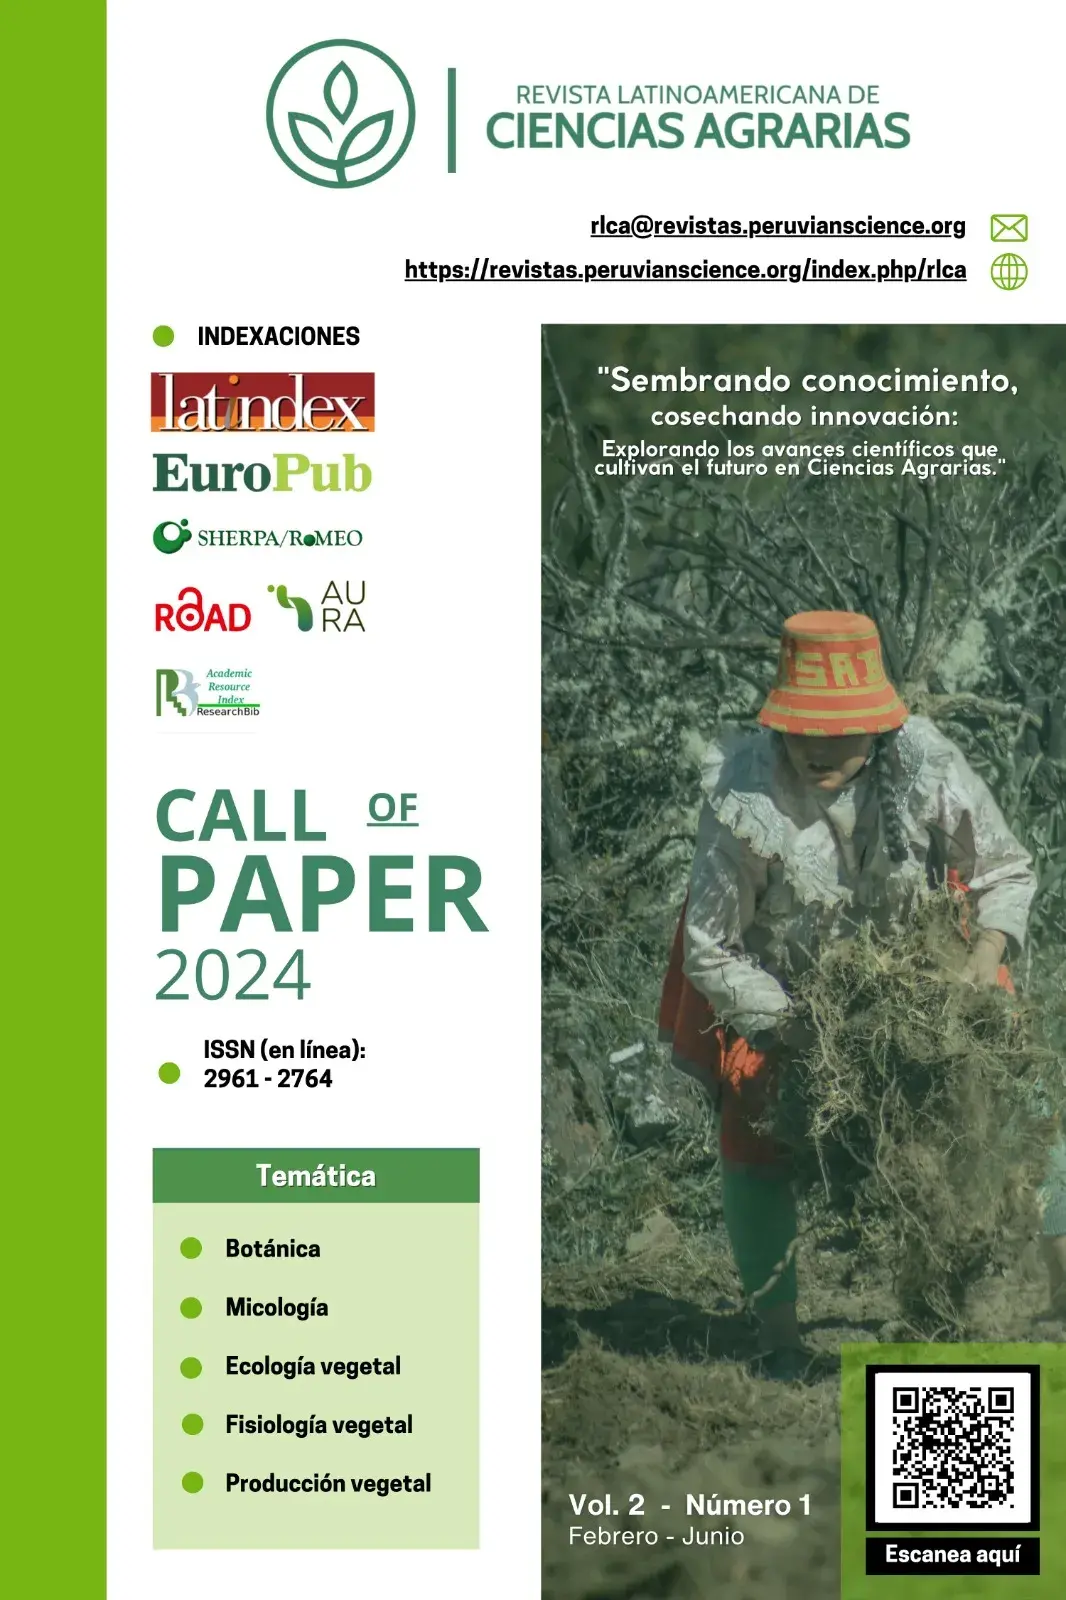 REVISTA LATINOAMERICANA DE
CIENCIAS AGRARIAS
rlca@revistas.peruvianscience.org
https://revistas.peruvianscience.org/index.php/rlca
INDEXACIONES
latindex
EuroPub
SHERPA/RoMEO
ROAD
AU
RA
Academic
Resource
Index
ResearchBib
CALL OF
PAPER
2024
ISSN (en línea):
2961 - 2764
Temática
Botánica
Micología
Ecología vegetal
Fisiología vegetal
Producción vegetal
"Sembrando conocimiento,
cosechando innovación:
Explorando los avances científicos que
cultivan el futuro en Ciencias Agrarias."
Vol. 2 - Número 1
Febrero - Junio
Escanea aquí